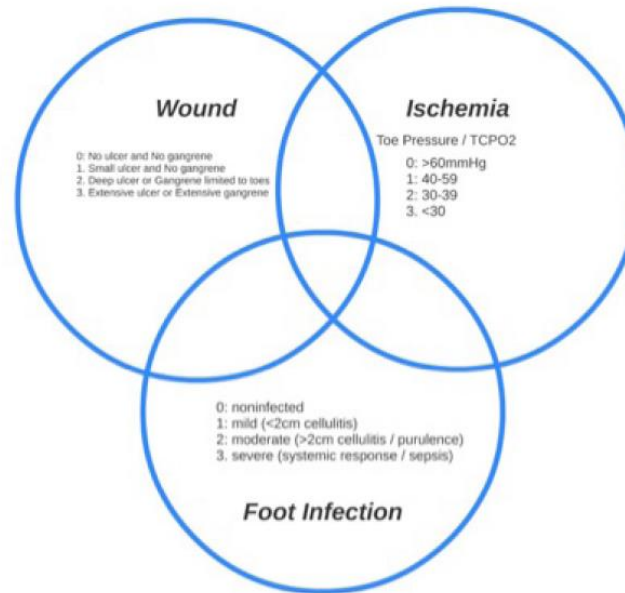 Wound
0: No ulcer and No gangrene
1. Small ulcer and No gangrene
2: Deep ulcer or Gangrene limited to toes
3. Extensive ulcer or Extensive gangrene
Ischemia
Toe Pressure / TCPO2
0: >60mmHg
1: 40-59
2: 30-39
3. <30
0: noninfected
1: mild (<2cm cellulitis)
2: moderate (>2cm cellulitis / purulence)
3. severe (systemic response / sepsis)
Foot Infection